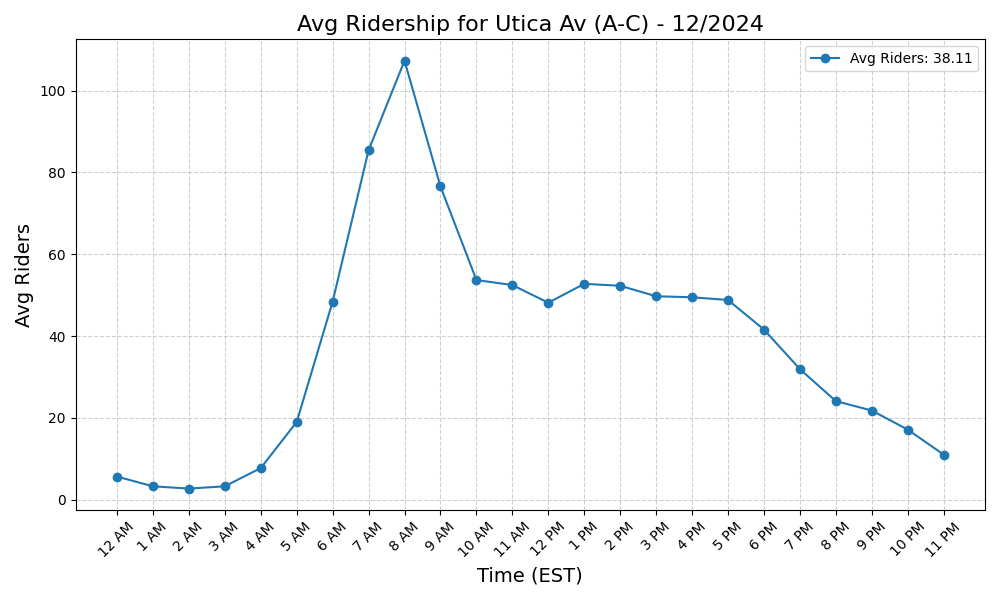 Avg Ridership for Utica Av (A-C) - 12/2024
Avg Riders: 38.11
Avg Riders
100
80
60
40
20
0
12 AM
1 AM
2 AM
3 AM
4 AM
5 AM
6 AM
7 AM
8 AM
9 AM
10 AM
11 AM
12 PM
1 PM
2 PM
3 PM
4 PM
5 PM
6 PM
7 PM
8 PM
9 PM
10 PM
11 PM
Time (EST)